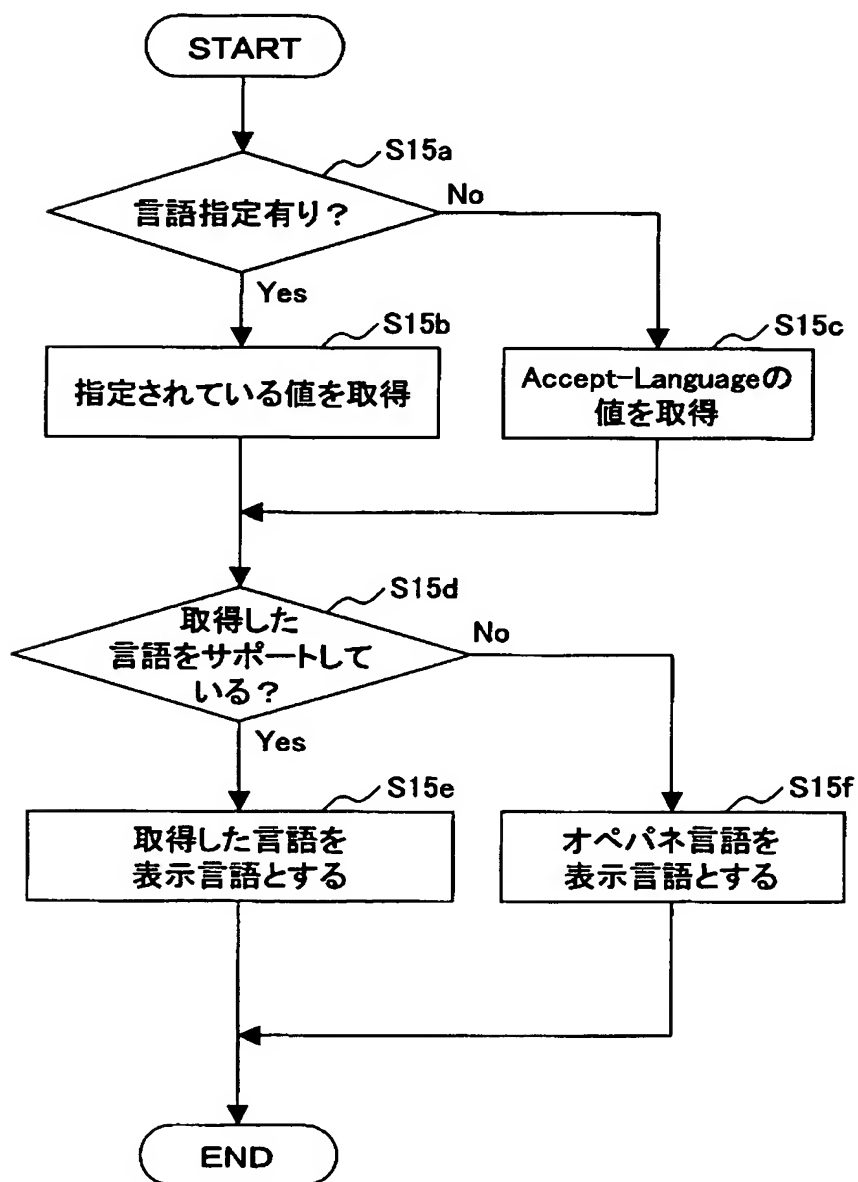 START
S15a
言語指定有り?
No
Yes
S15b
S15c
指定されている値を取得
Accept-Languageの
値を取得
S15d
取得した
言語をサポートして
いる?
No
Yes
S15e
S15f
取得した言語を
表示言語とする
オペパネ言語を
表示言語とする
END